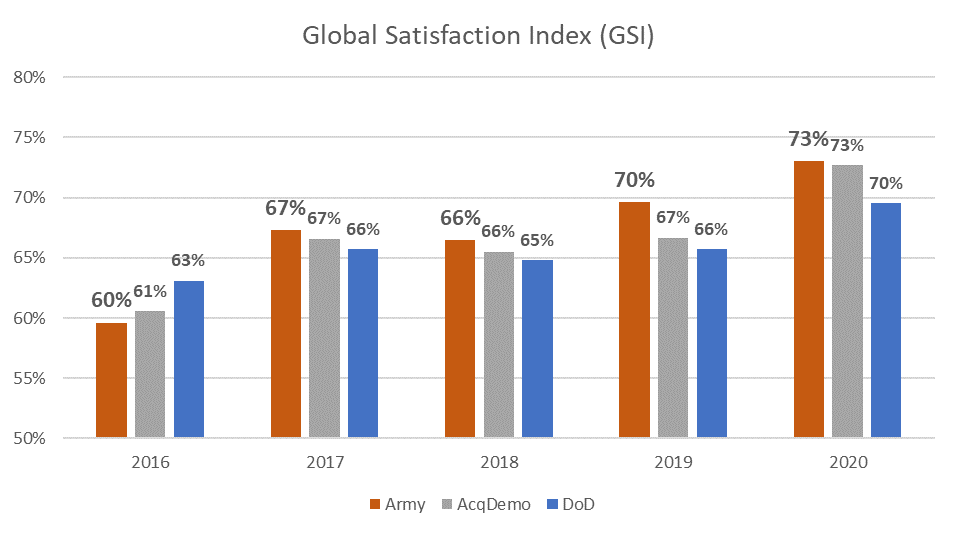 Global Satisfaction Index (GSI)
80%
75%
70%
65%
60%
55%
50%
60% 61% 63%
67% 67% 66%
66% 66% 65%
70% 67% 66%
73% 73% 70%
2016 2017 2018 2019 2020
Army AcqDemo DoD